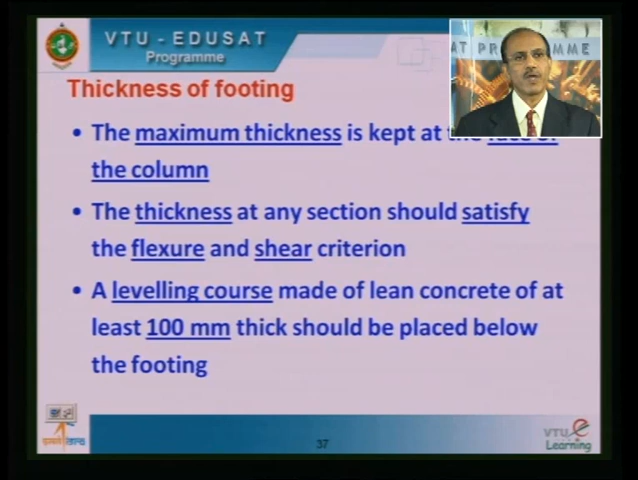 VTU - EDUSAT
Programme
AT PROGRAMME
Thickness of footing
• The maximum thickness is kept at the face of
the column
• The thickness at any section should satisfy
the flexure and shear criterion
• A levelling course made of lean concrete of at
least 100 mm thick should be placed below
the footing
37
VTU e
Learning